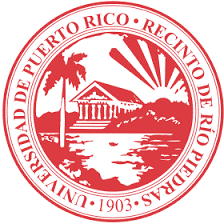 UNIVERSIDAD DE PUERTO RICO · RECINTO DE RÍO PIEDRAS ·
· 1903 ·